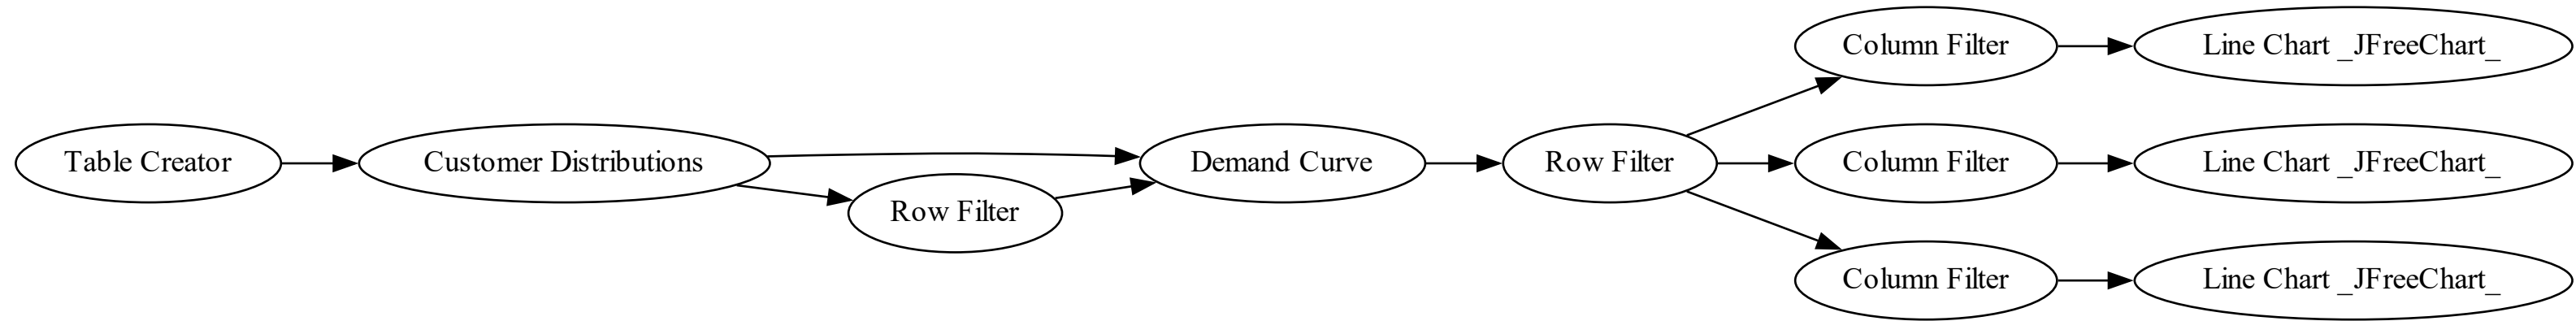 Table Creator
Customer Distributions
Row Filter
Demand Curve
Row Filter
Column Filter
Line Chart _JFreeChart_
Column Filter
Line Chart _JFreeChart_
Column Filter
Line Chart _JFreeChart_